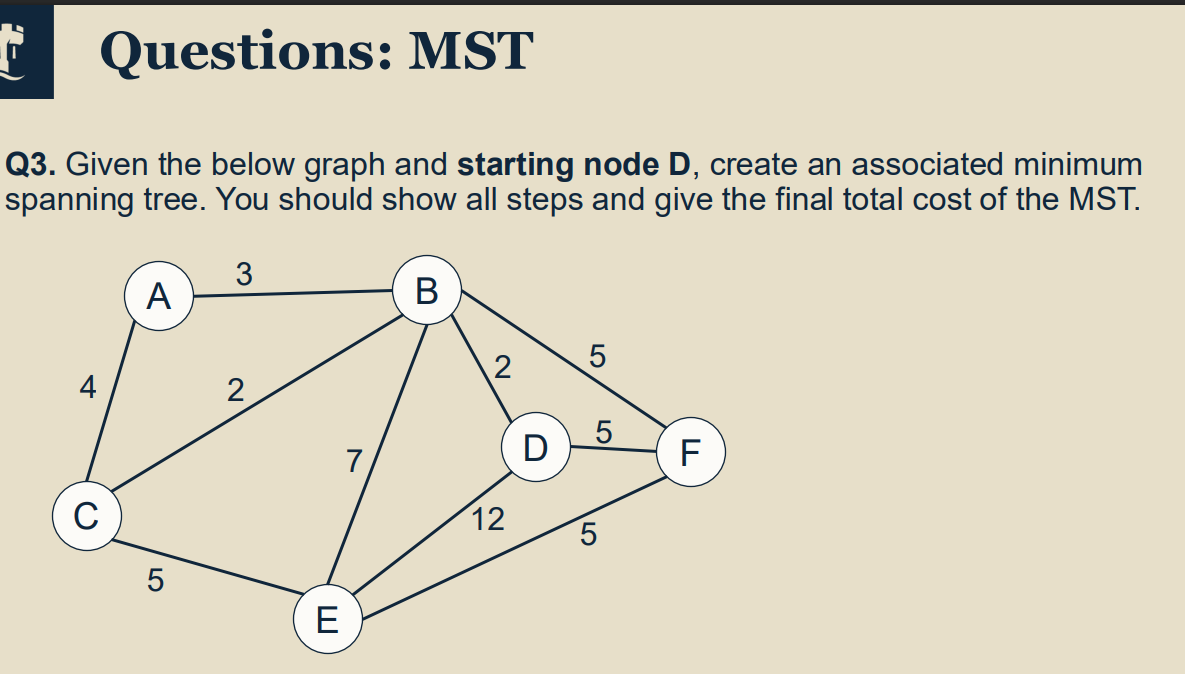 Questions: MST
Q3. Given the below graph and starting node D, create an associated minimum
spanning tree. You should show all steps and give the final total cost of the MST.
3
A
B
5
2
4
2
5
D
F
7
C
12
5
5
E